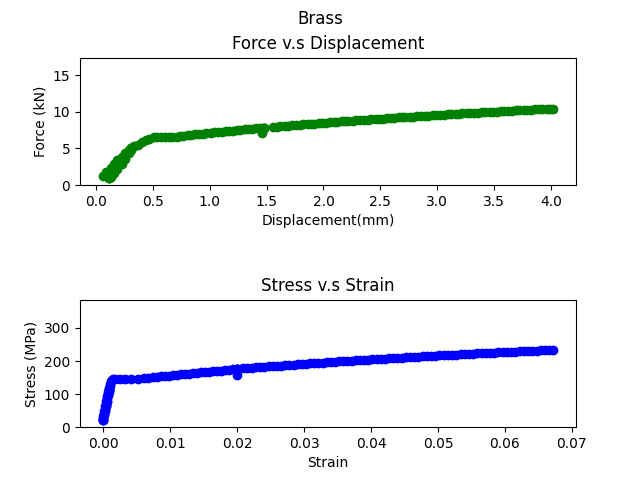 Brass
Force v.s Displacement
15
10
5
0
Force (kN)
0.0 0.5 1.0 1.5 2.0 2.5 3.0 3.5 4.0
Displacement(mm)
Stress v.s Strain
300
200
100
0
Stress (MPa)
0.00 0.01 0.02 0.03 0.04 0.05 0.06 0.07
Strain